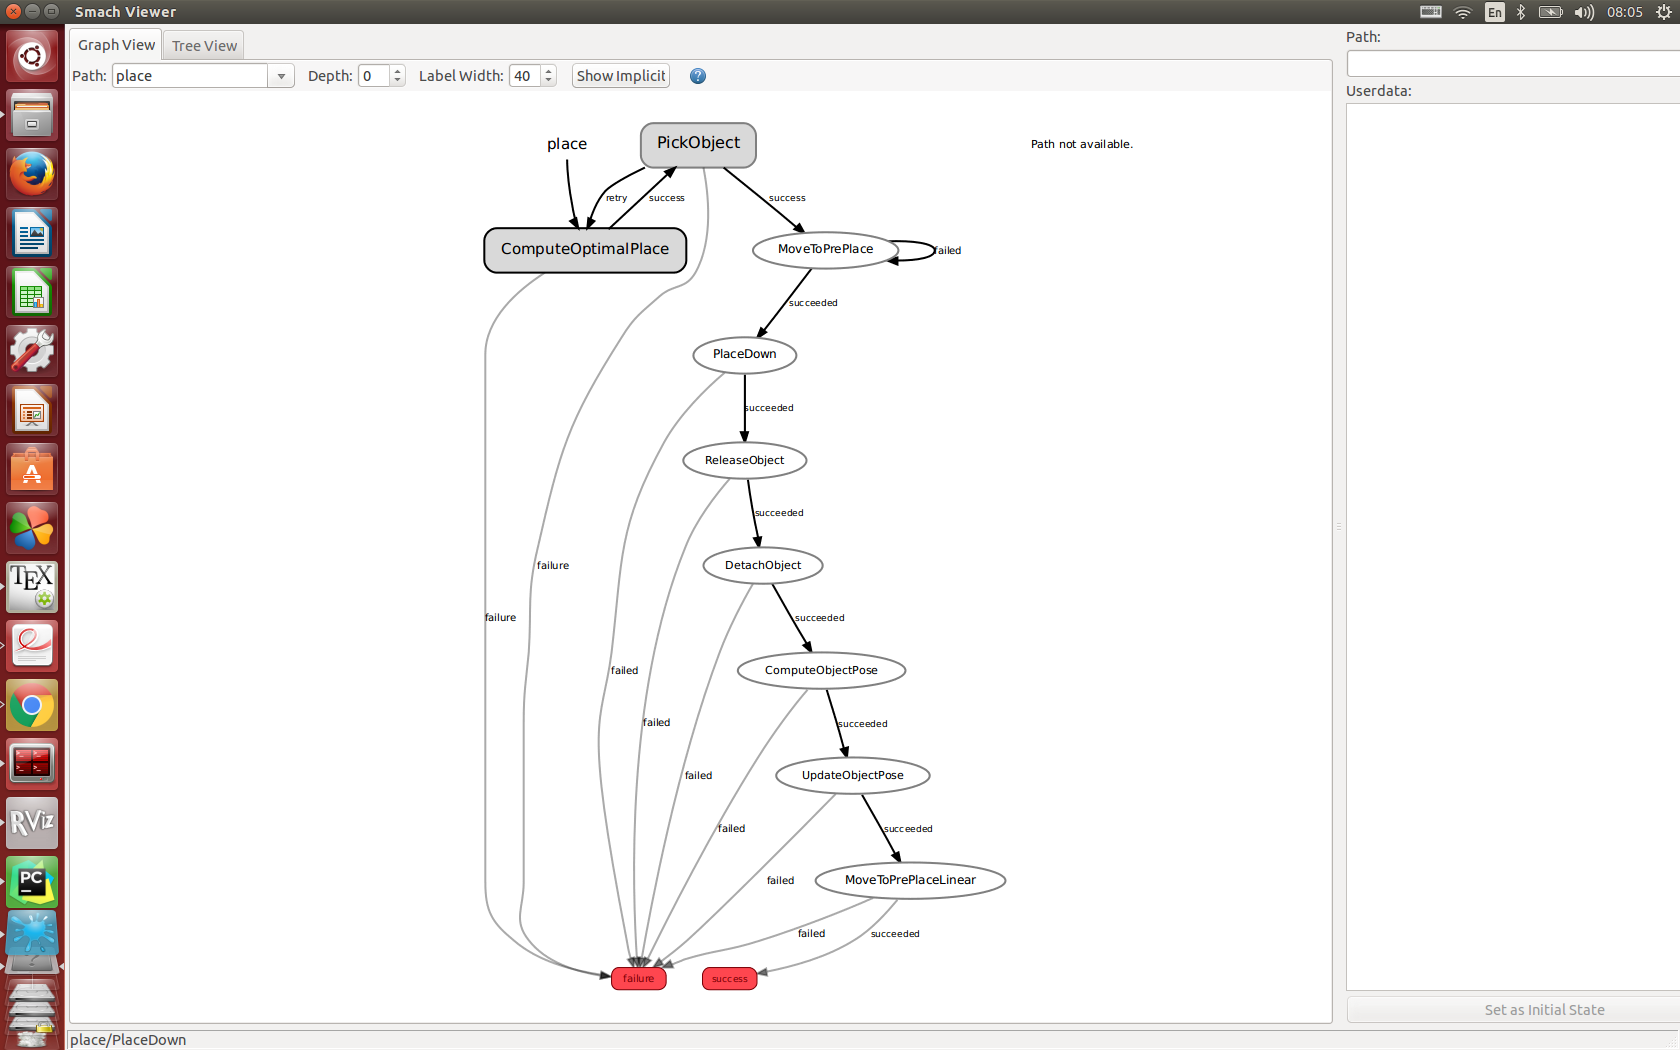 Smach Viewer
En
08:05
Graph View
Tree View
Path:
Path: place
Depth: 0
Label Width: 40
Show Implicit
?
Userdata:
place
PickObject
Path not available.
retry
success
success
ComputeOptimalPlace
MoveToPrePlace
failed
succeeded
PlaceDown
succeeded
ReleaseObject
succeeded
DetachObject
failure
failure
succeeded
failed
ComputeObjectPose
failed
succeeded
failed
UpdateObjectPose
failed
succeeded
failed
MoveToPrePlaceLinear
failed
succeeded
failure
success
Set as Initial State
place/PlaceDown
A
TEX
RViz
PC